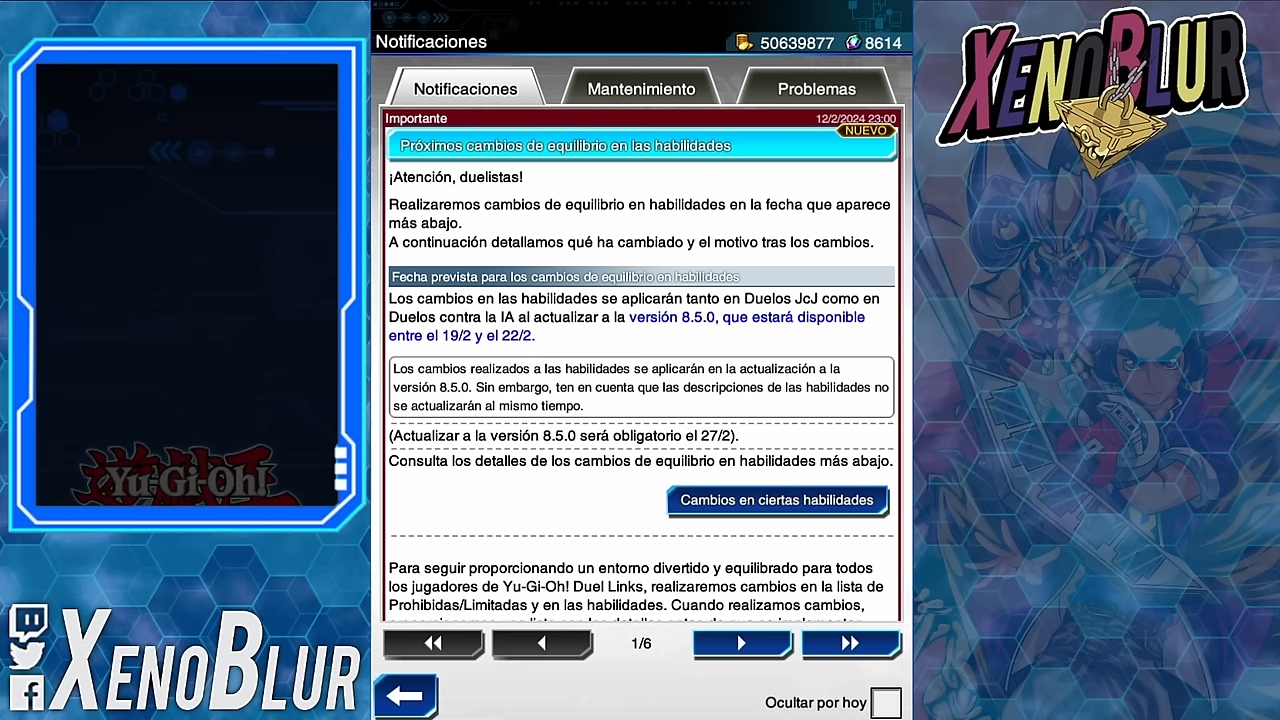 Notificaciones
50639877
8614
XENOBLUR
Notificaciones
Mantenimiento
Problemas
Importante
12/2/2024 23:00
NUEVO
Próximos cambios de equilibrio en las habilidades
¡Atención, duelistas!
Realizaremos cambios de equilibrio en habilidades en la fecha que aparece
más abajo.
A continuación detallamos qué ha cambiado y el motivo tras los cambios.
Fecha prevista para los cambios de equilibrio en habilidades
Los cambios en las habilidades se aplicarán tanto en Duelos JcJ como en
Duelos contra la IA al actualizar a la versión 8.5.0, que estará disponible
entre el 19/2 y el 22/2.
Los cambios realizados a las habilidades se aplicarán en la actualización a la
versión 8.5.0. Sin embargo, ten en cuenta que las descripciones de las habilidades no
se actualizarán al mismo tiempo.
(Actualizar a la versión 8.5.0 será obligatorio el 27/2).
Consulta los detalles de los cambios de equilibrio en habilidades más abajo.
Cambios en ciertas habilidades
Para seguir proporcionando un entorno divertido y equilibrado para todos
los jugadores de Yu-Gi-Oh! Duel Links, realizaremos cambios en la lista de
Prohibidas/Limitadas y en las habilidades. Cuando realizamos cambios,
1/6
Ocultar por hoy
Yu-Gi-Oh!
XENOBLUR